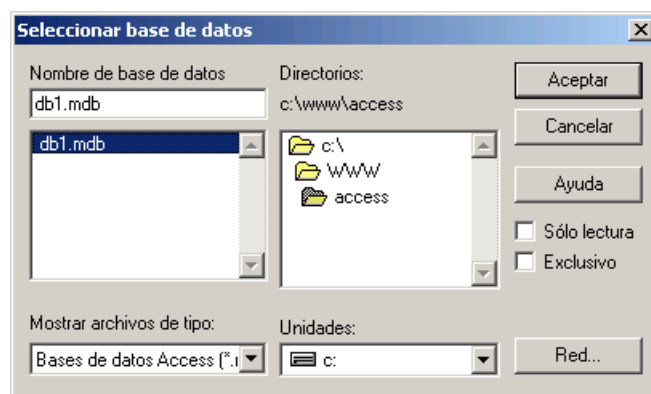 Seleccionar base de datos
Nombre de base de datos
db1.mdb
db1.mdb
Directorios:
c:\www\access
c:\
WWW
access
Aceptar
Cancelar
Ayuda
Sólo lectura
Exclusivo
Mostrar archivos de tipo:
Bases de datos Access (*.
Unidades:
c:
Red...